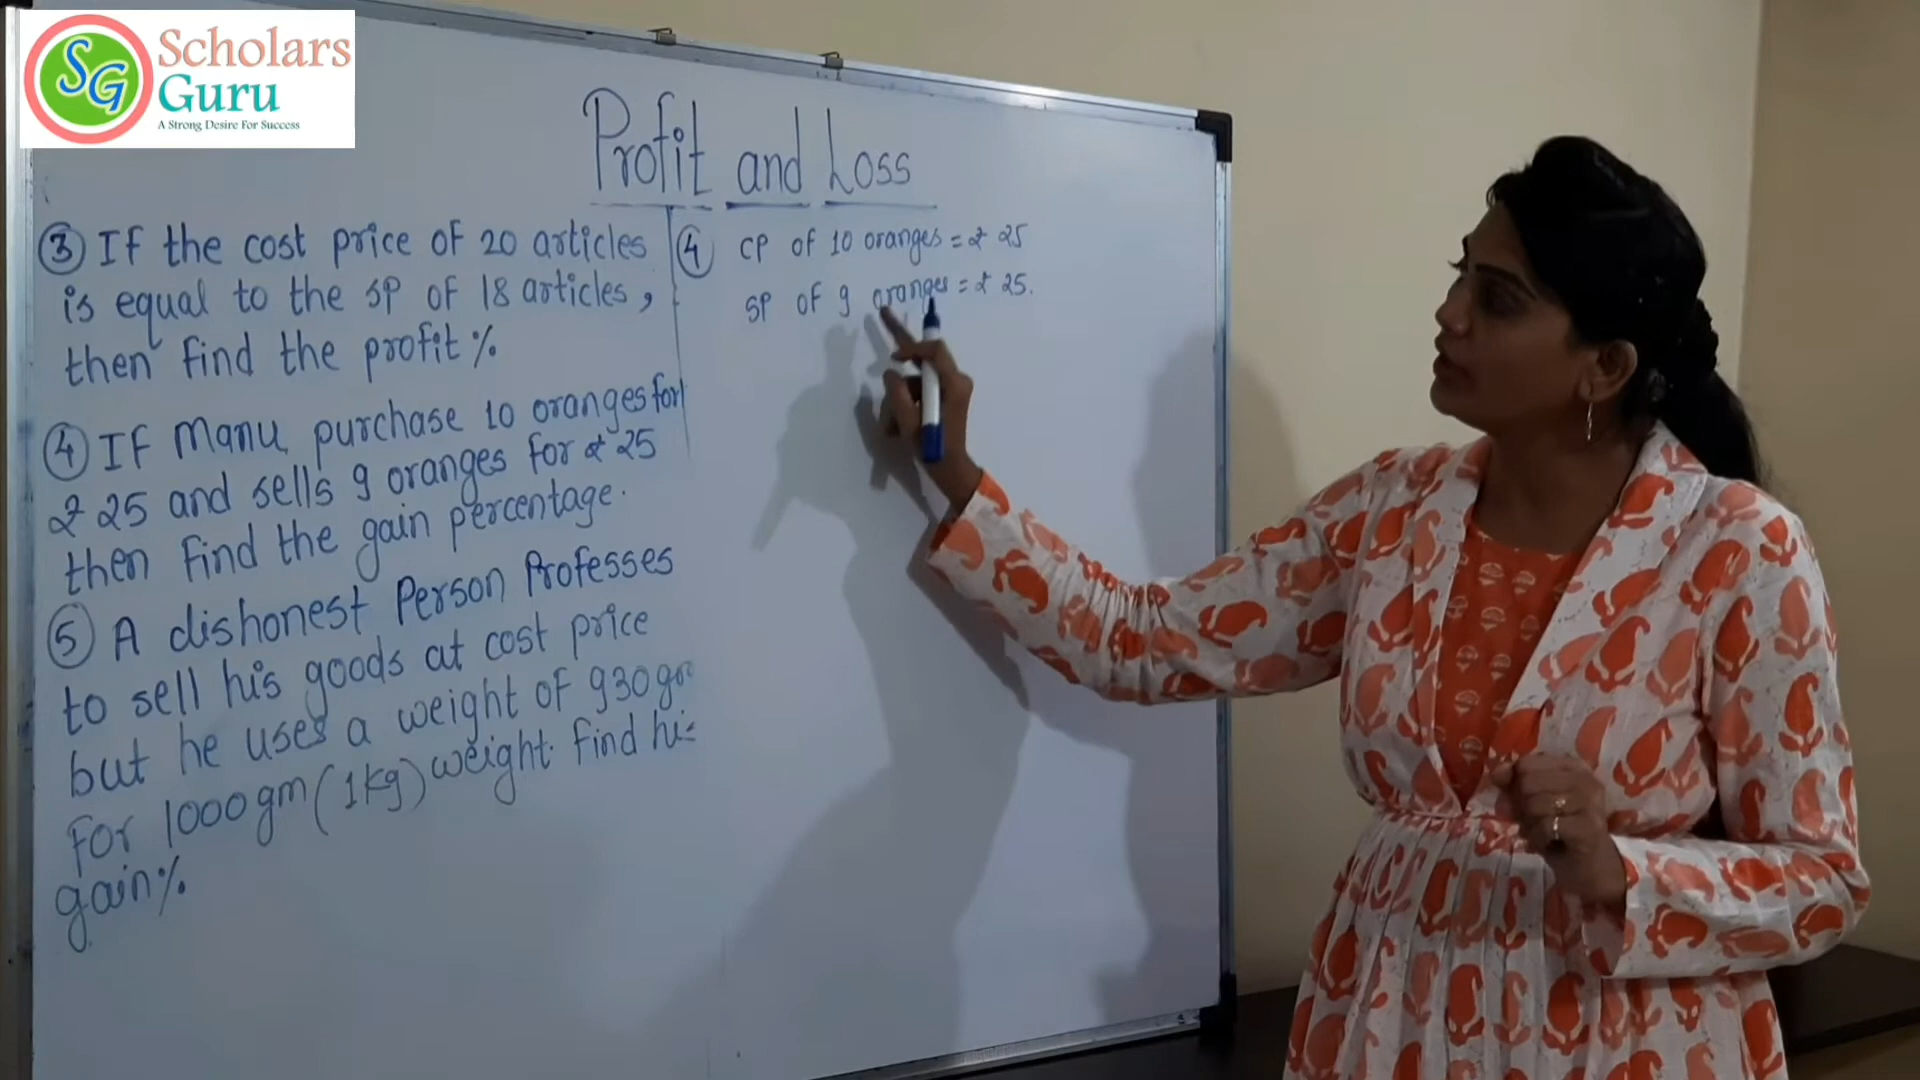 Scholars
Guru
A Strong Desire For Success
SG
Profit and Loss
③ If the cost price of 20 articles
is equal to the SP of 18 articles,
then find the profit %
④ If Manu purchase 10 oranges for
₹ 25 and sells 9 oranges for ₹ 25
then find the gain percentage.
⑤ A dishonest Person Professes
to sell his goods at cost price
but he uses a weight of 930 gm
For 1000gm (1kg) weight. find his
gain%
④ CP of 10 oranges = ₹ 25
SP of 9 oranges = ₹ 25.